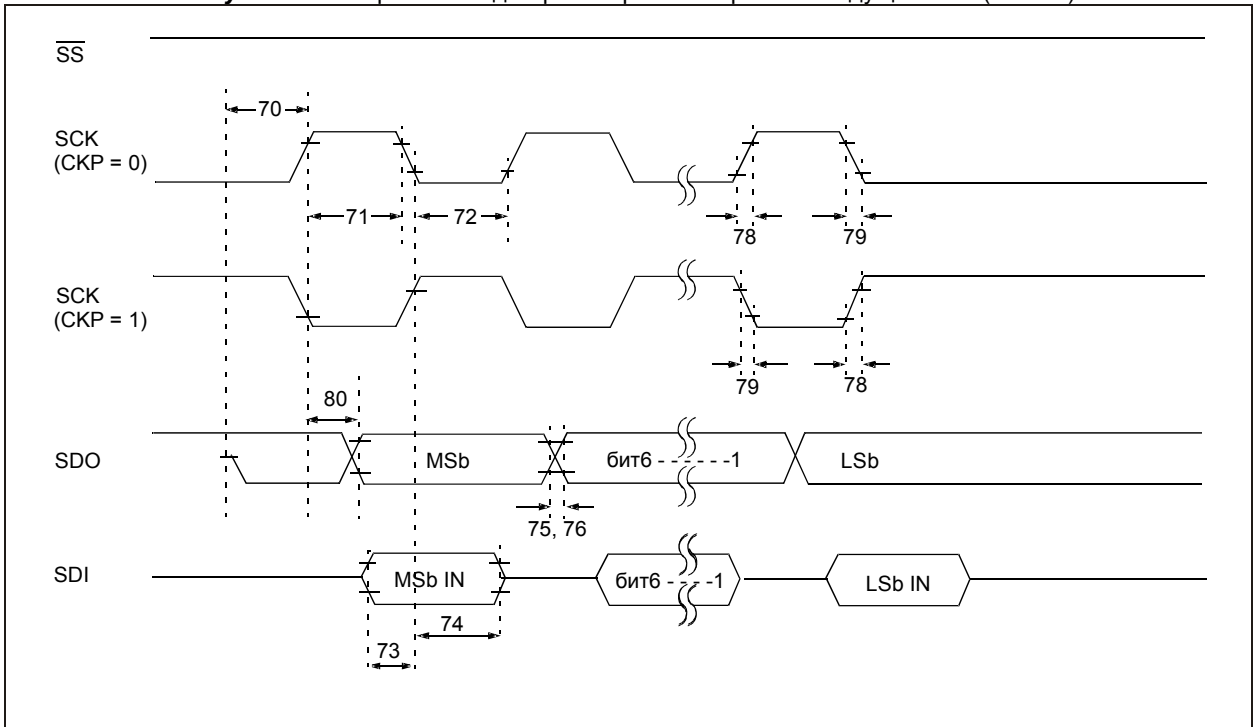 SS
70
SCK
(CKP = 0)
71
72
78
79
SCK
(CKP = 1)
79
78
80
SDO
MSb
бит6 - - - - - -1
LSb
75, 76
SDI
MSb IN
бит6 - - - - -1
LSb IN
74
73